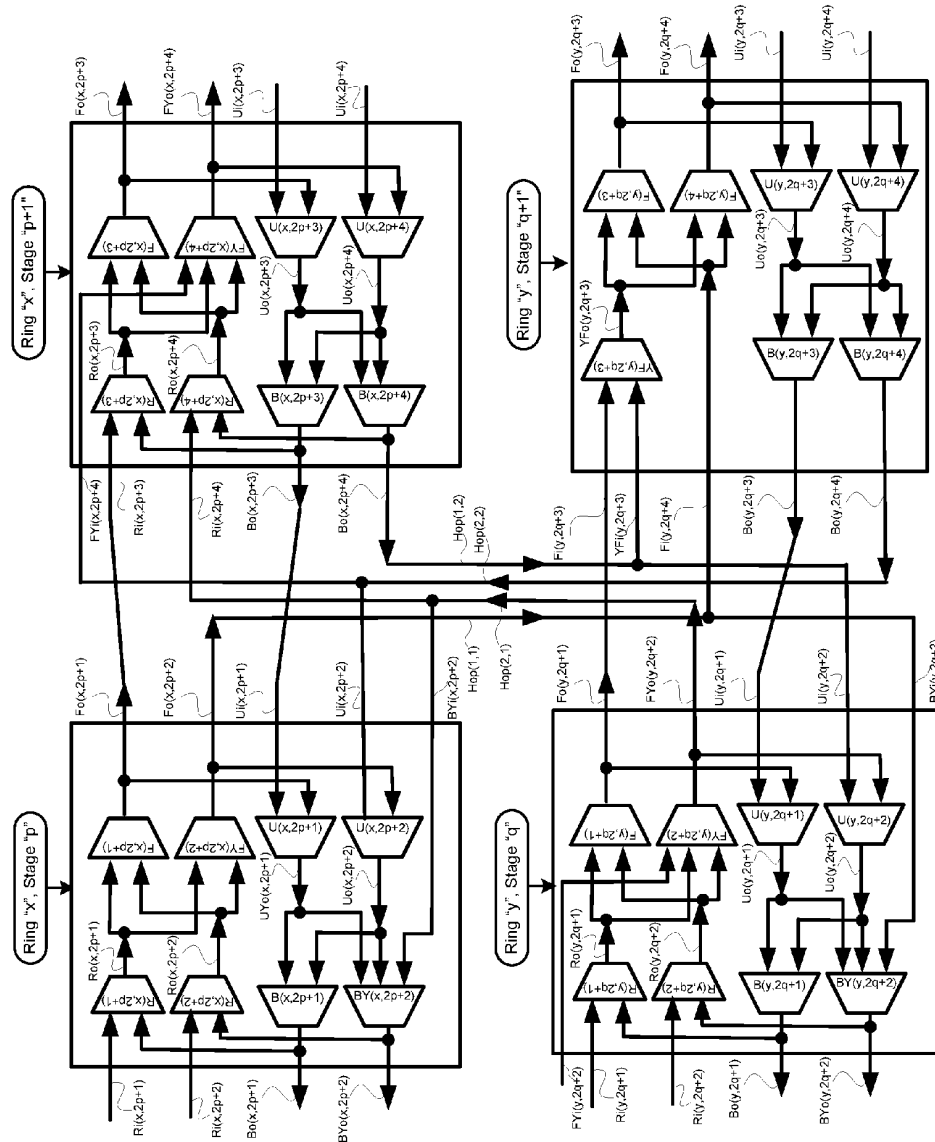 Fo(x,2p+3)
FYo(x,2p+4)
Ui(x,2p+3)
Ui(x,2p+4)
Ring "x", Stage "p+1"
F(x,2p+3)
FY(x,2p+4)
U(x,2p+3)
U(x,2p+4)
Uo(x,2p+3)
Uo(x,2p+4)
Ro(x,2p+3)
Ro(x,2p+4)
R(x,2p+3)
R(x,2p+4)
B(x,2p+3)
B(x,2p+4)
FYi(x,2p+4)
Ri(x,2p+3)
Ri(x,2p+4)
Bo(x,2p+3)
Bo(x,2p+4)
Fo(y,2q+3)
Fo(y,2q+4)
Ui(y,2q+3)
Ui(y,2q+4)
Ring "y", Stage "q+1"
F(y,2q+3)
F(y,2q+4)
U(y,2q+3)
U(y,2q+4)
Uo(y,2q+3)
Uo(y,2q+4)
YFo(y,2q+3)
YF(y,2q+3)
B(y,2q+3)
B(y,2q+4)
Fi(y,2q+3)
YFi(y,2q+3)
Fi(y,2q+4)
Bo(y,2q+3)
Bo(y,2q+4)
Hop(1,2)
Hop(2,2)
Hop(1,1)
Hop(2,1)
Fo(x,2p+1)
Fo(x,2p+2)
Ui(x,2p+1)
Ui(x,2p+2)
BYi(x,2p+2)
Ring "x", Stage "p"
F(x,2p+1)
FY(x,2p+2)
U(x,2p+1)
U(x,2p+2)
UYo(x,2p+1)
Uo(x,2p+2)
Ro(x,2p+1)
Ro(x,2p+2)
R(x,2p+1)
R(x,2p+2)
B(x,2p+1)
BY(x,2p+2)
Ri(x,2p+1)
Ri(x,2p+2)
Bo(x,2p+1)
BYo(x,2p+2)
Fo(y,2q+1)
FYo(y,2q+2)
Ui(y,2q+1)
Ui(y,2q+2)
BYi(y,2q+2)
Ring "y", Stage "q"
F(y,2q+1)
FY(y,2q+2)
U(y,2q+1)
U(y,2q+2)
Uo(y,2q+1)
Uo(y,2q+2)
Ro(y,2q+1)
Ro(y,2q+2)
R(y,2q+1)
R(y,2q+2)
B(y,2q+1)
BY(y,2q+2)
FYi(y,2q+2)
Ri(y,2q+1)
Ri(y,2q+2)
Bo(y,2q+1)
BYo(y,2q+2)